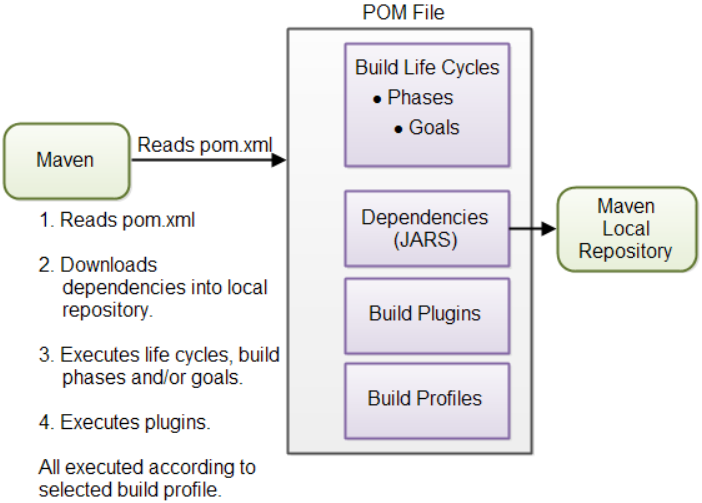 POM File
Build Life Cycles
• Phases
• Goals
Maven
Reads pom.xml
1. Reads pom.xml
2. Downloads
dependencies into local
repository.
3. Executes life cycles, build
phases and/or goals.
4. Executes plugins.
All executed according to
selected build profile.
Dependencies
(JARS)
Maven
Local
Repository
Build Plugins
Build Profiles